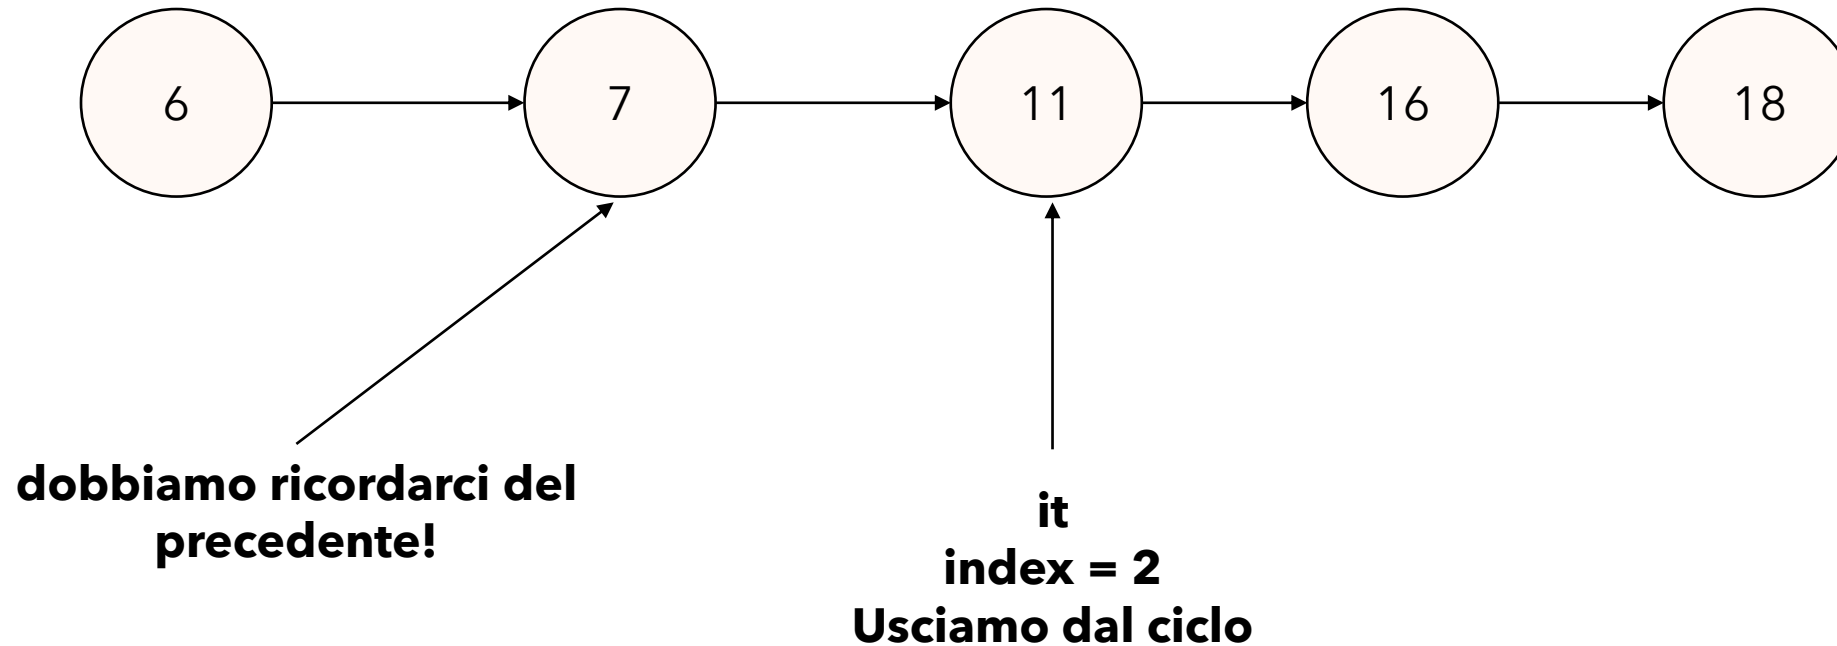 6
7
11
16
18
dobbiamo ricordarci del
precedente!
it
index = 2
Usciamo dal ciclo